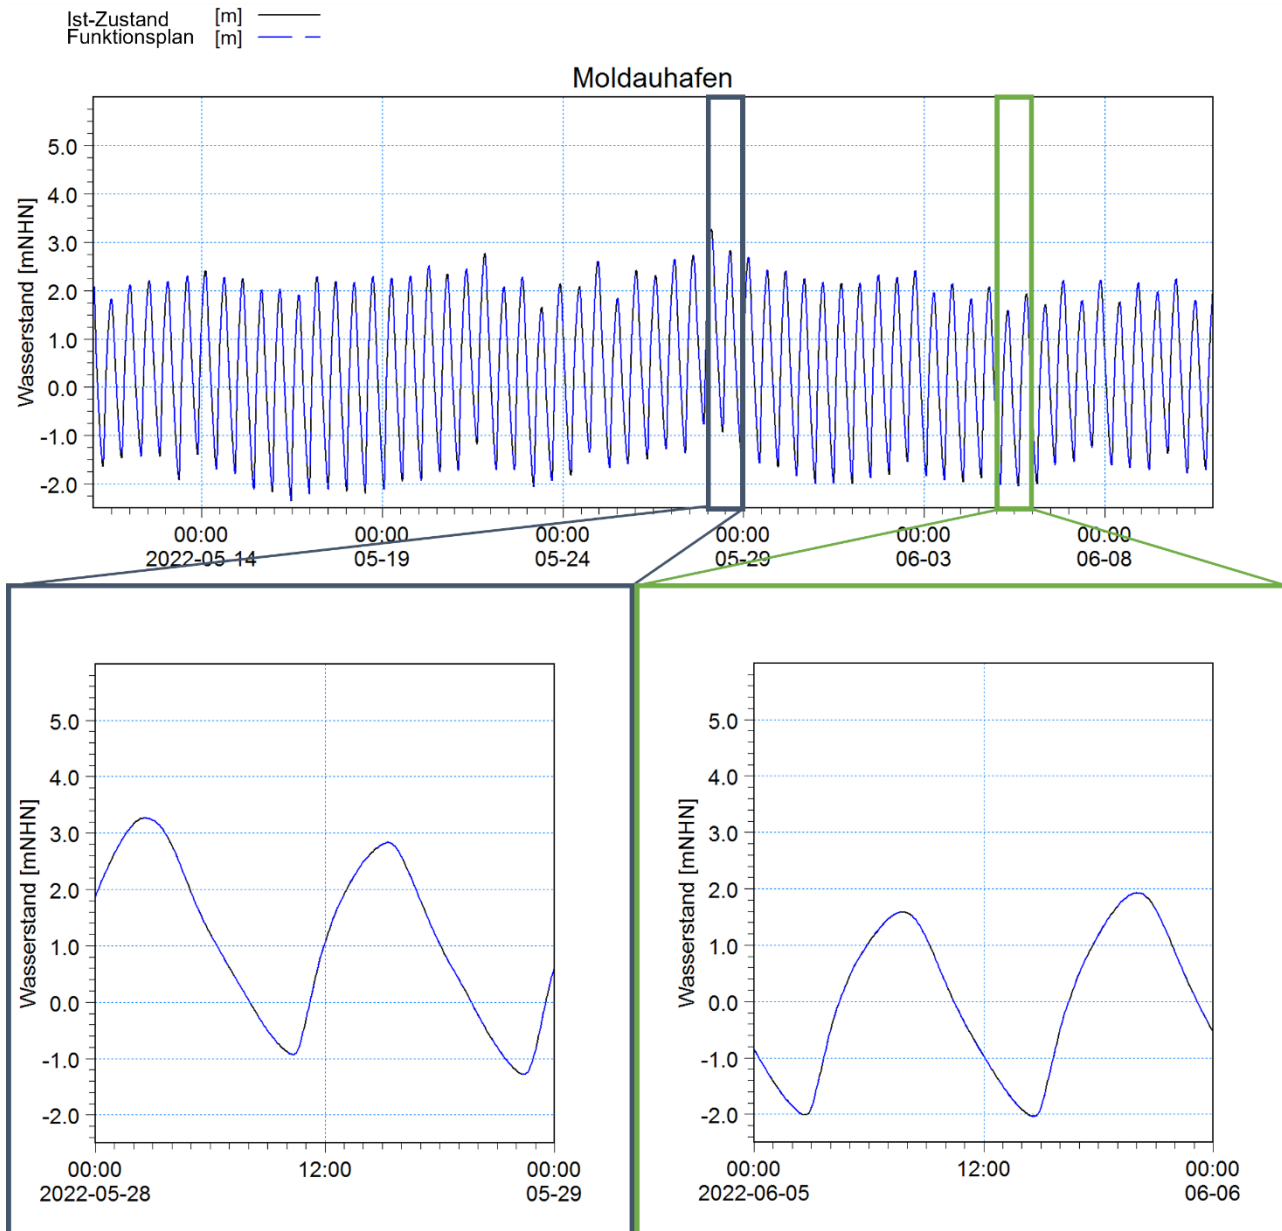 Ist-Zustand [m]
Funktionsplan [m]
Moldauhafen
Wasserstand [mNHN]
5.0
4.0
3.0
2.0
1.0
0.0
-1.0
-2.0
00:00 00:00 00:00 00:00 00:00 00:00
2022-05-14 05-19 05-24 05-29 06-03 06-08
Wasserstand [mNHN]
5.0
4.0
3.0
2.0
1.0
0.0
-1.0
-2.0
00:00 12:00 00:00
2022-05-28 05-29
Wasserstand [mNHN]
5.0
4.0
3.0
2.0
1.0
0.0
-1.0
-2.0
00:00 12:00 00:00
2022-06-05 06-06